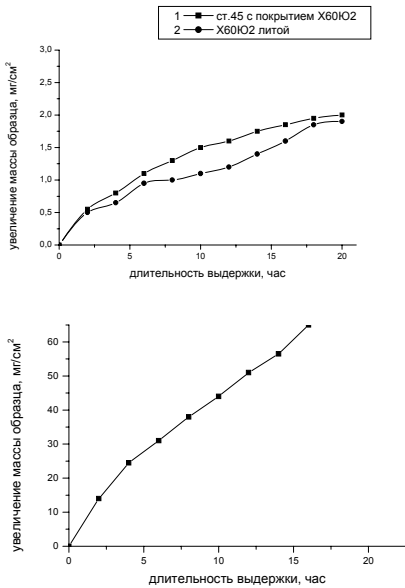 1 ст.45 с покрытием Х60Ю2
2 Х60Ю2 литой
увеличение массы образца, мг/см²
3,0
2,5
2,0
1,5
1,0
0,5
0,0
0 5 10 15 20
длительность выдержки, час
увеличение массы образца, мг/см²
60
50
40
30
20
10
0
0 5 10 15 20
длительность выдержки, час